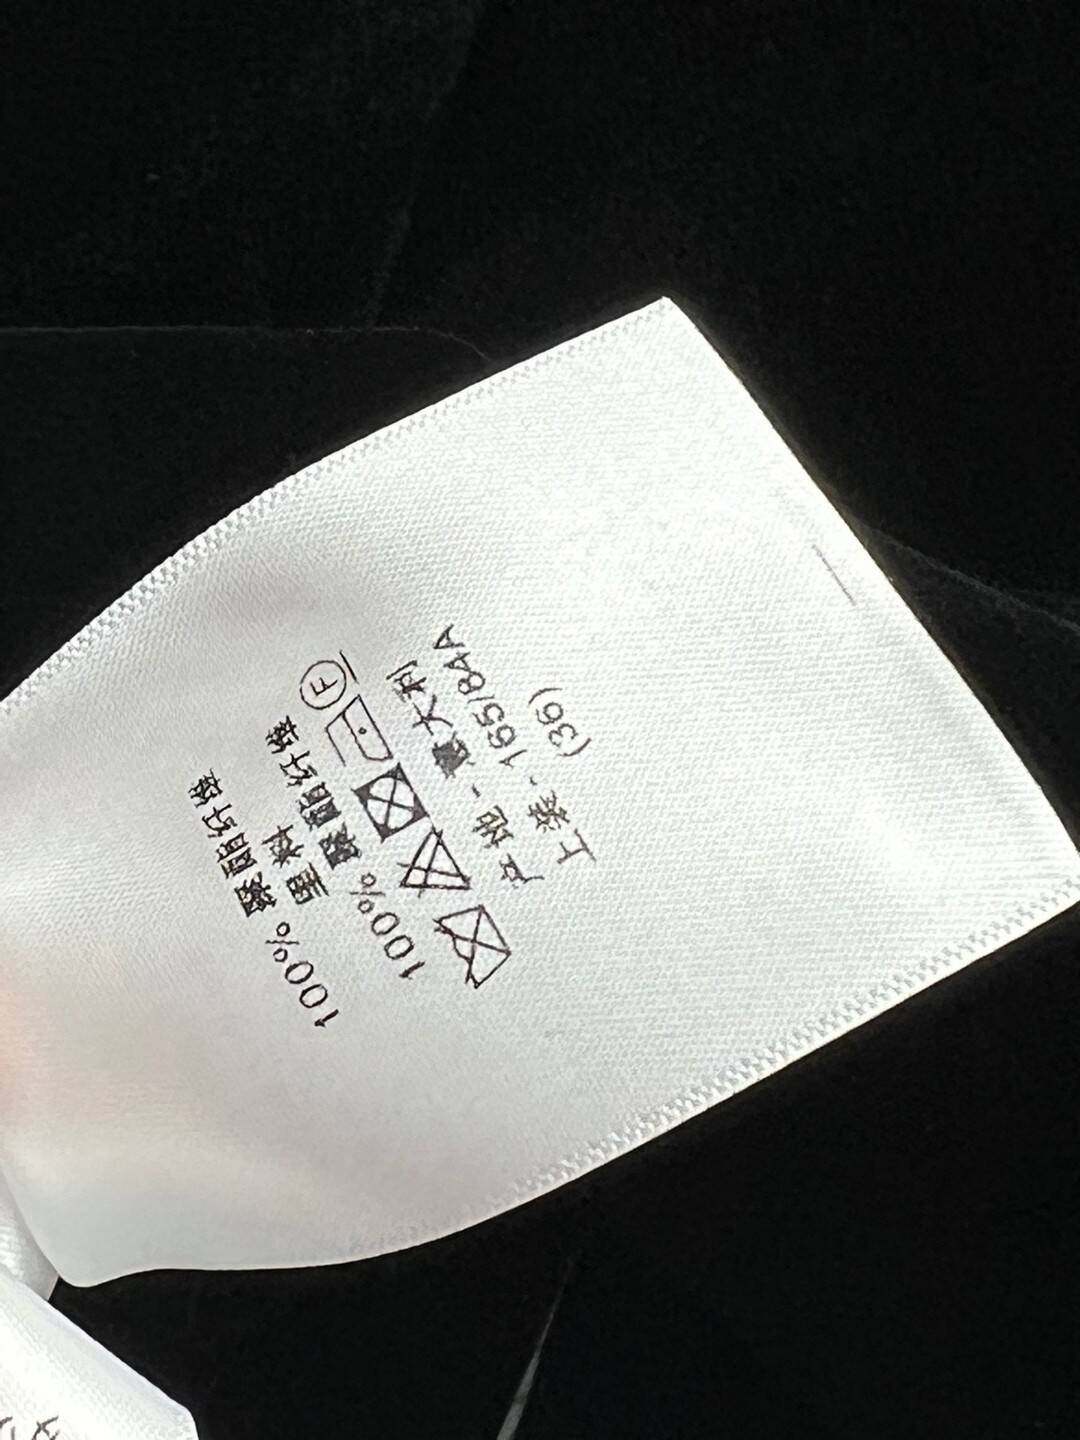 100% 聚酯纤维
里料
100% 聚酯纤维
F
产地 - 意大利
上装 - 165/84A
(36)